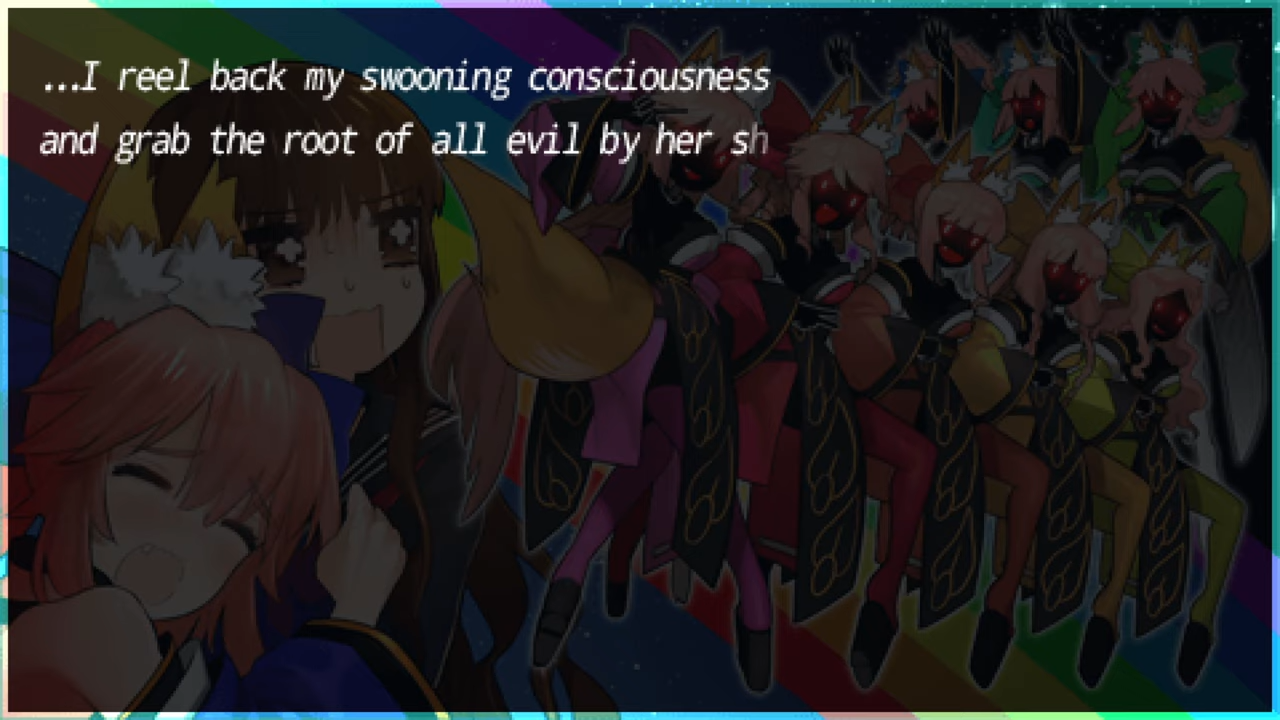 ...I reel back my swooning consciousness
and grab the root of all evil by her sh